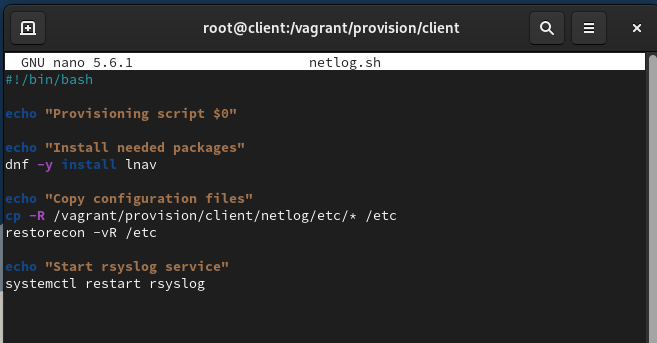 root@client:/vagrant/provision/client
GNU nano 5.6.1 netlog.sh
#!/bin/bash
echo "Provisioning script $0"
echo "Install needed packages"
dnf -y install lnav
echo "Copy configuration files"
cp -R /vagrant/provision/client/netlog/etc/* /etc
restorecon -vR /etc
echo "Start rsyslog service"
systemctl restart rsyslog